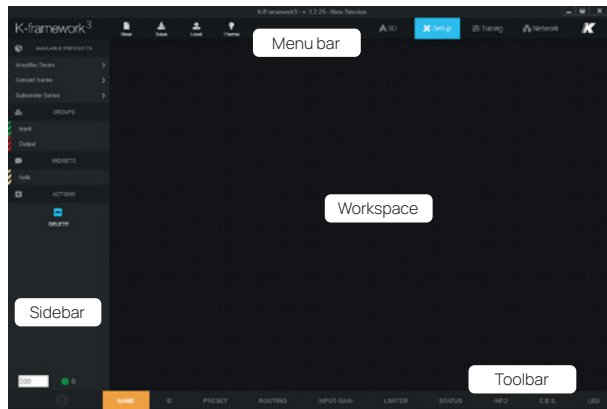 K-Framework3 - v. 1.2.25 - New Session
K-framework3
New
Save
Load
Theme
3D
Setup
Tuning
Network
K
Menu bar
AVAILABLE PRODUCTS
Amplifier Series
Concert Series
Subwoofer Series
GROUPS
Input
Output
WIDGETS
Note
ACTIONS
DELETE
Workspace
Sidebar
Toolbar
100
0
NAME
ID
PRESET
ROUTING
INPUT GAIN
LIMITER
STATUS
INFO
E.B.S.
LED